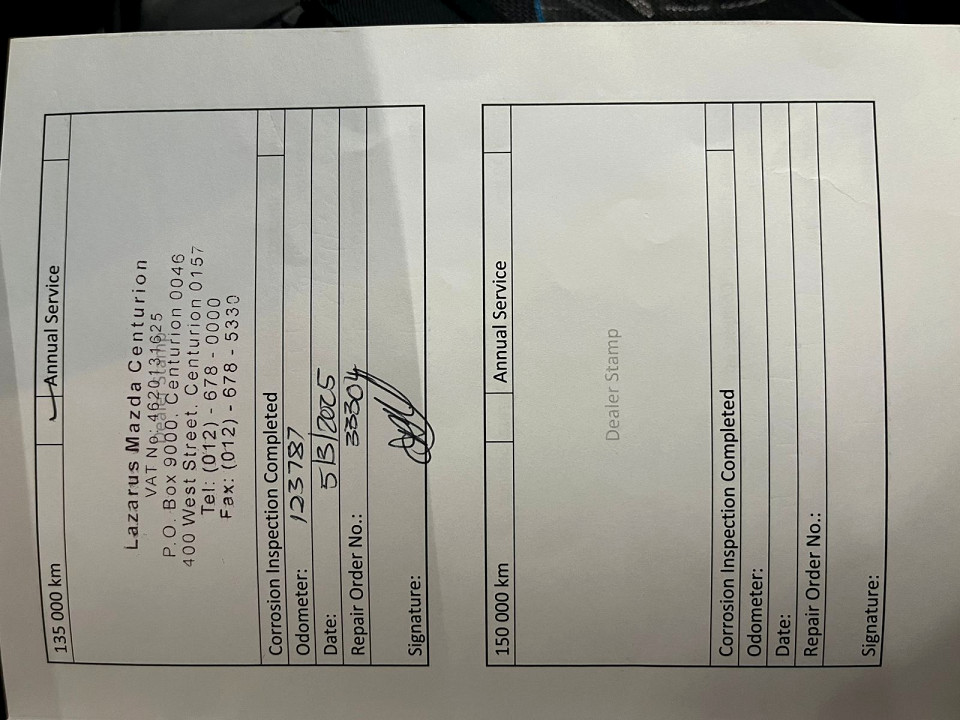 135 000 km Annual Service
Lazarus Mazda Centurion
VAT No: 4620131625
Dealer Stamp
P.O. Box 9000. Centurion 0046
400 West Street. Centurion 0157
Tel: (012) - 678 - 0000
Fax: (012) - 678 - 5330
Corrosion Inspection Completed
Odometer: 123787
Date: 5/3/2025
Repair Order No.: 33304
Signature:
150 000 km Annual Service
Dealer Stamp
Corrosion Inspection Completed
Odometer:
Date:
Repair Order No.:
Signature: